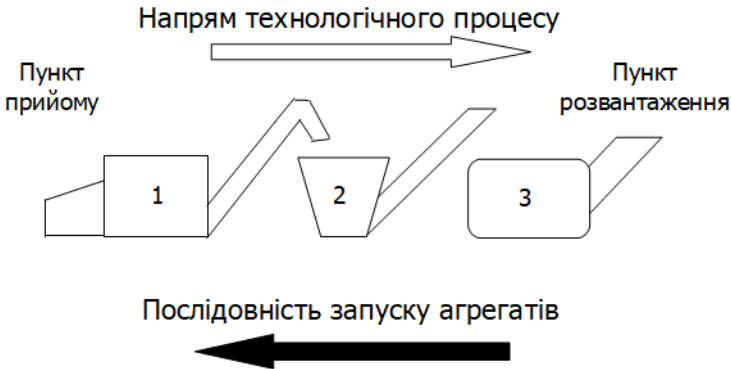 Напрям технологічного процесу
Пункт
прийому
Пункт
розвантаження
1
2
3
Послідовність запуску агрегатів